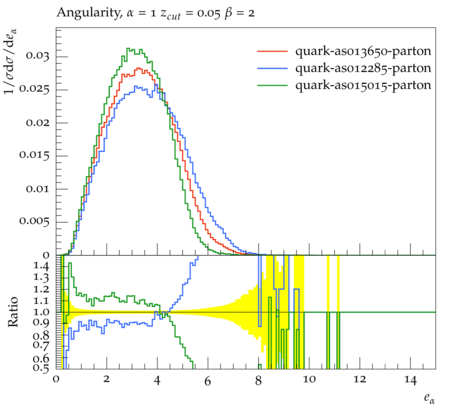 Angularity, α = 1 z_cut = 0.05 β = 2
1/σdσ/de_α
0.03
0.025
0.02
0.015
0.01
0.005
0
quark-as013650-parton
quark-as012285-parton
quark-as015015-parton
Ratio
1.4
1.3
1.2
1.1
1.0
0.9
0.8
0.7
0.6
0.5
0 2 4 6 8 10 12 14
e_α